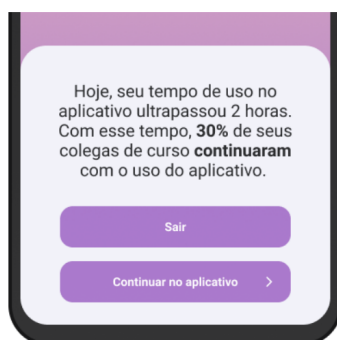 Hoje, seu tempo de uso no
aplicativo ultrapassou 2 horas.
Com esse tempo, 30% de seus
colegas de curso continuaram
com o uso do aplicativo.
Sair
Continuar no aplicativo